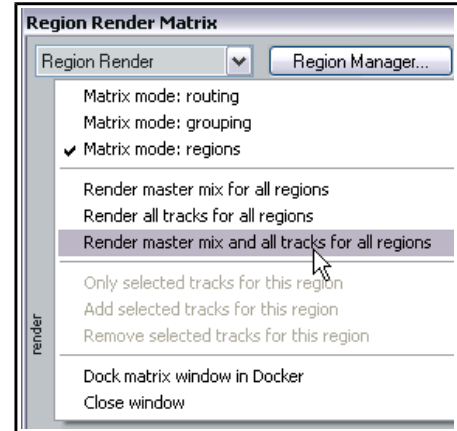 Region Render Matrix
Region Render
Region Manager...
Matrix mode: routing
Matrix mode: grouping
Matrix mode: regions
Render master mix for all regions
Render all tracks for all regions
Render master mix and all tracks for all regions
Only selected tracks for this region
Add selected tracks for this region
Remove selected tracks for this region
render
Dock matrix window in Docker
Close window